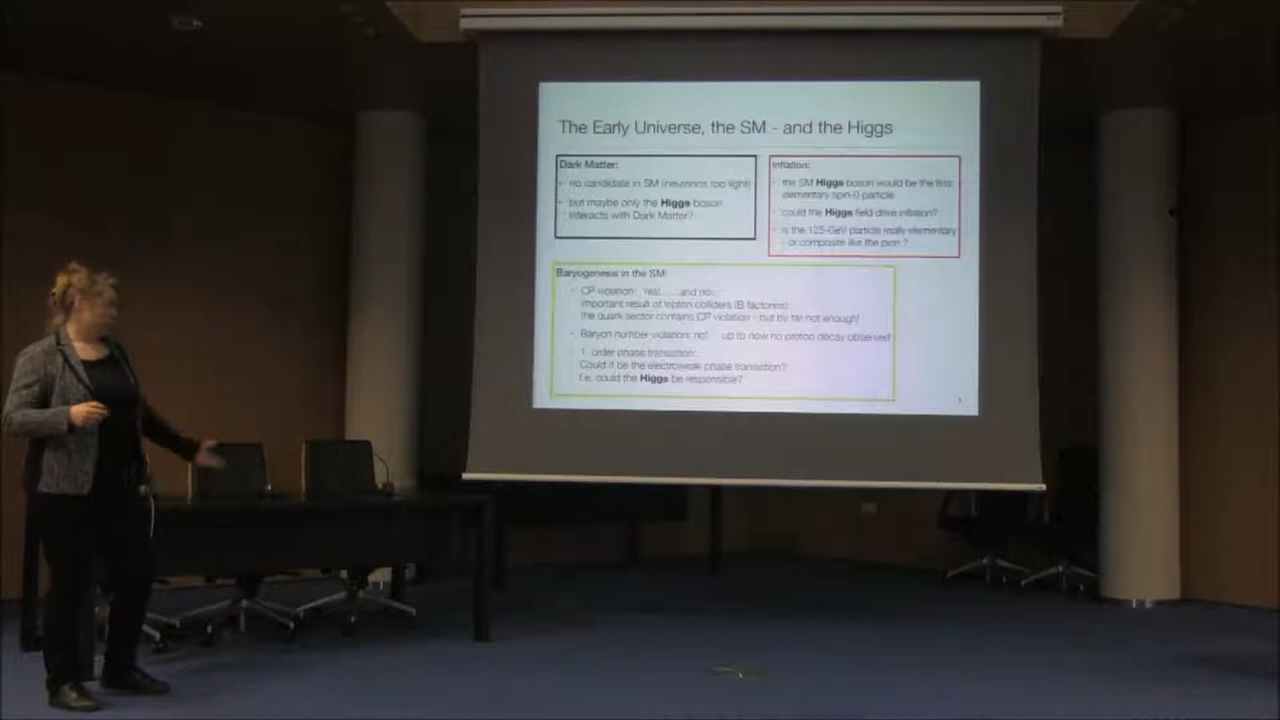 The Early Universe, the SM - and the Higgs
Dark Matter:
- no candidate in SM (neutrinos too light)
- but maybe only the Higgs boson
interacts with Dark Matter?
Inflation:
- the SM Higgs boson would be the first
elementary spin-0 particle
- could the Higgs field drive inflation?
- is the 125-GeV particle really elementary
- or composite like the pion ?
Baryogenesis in the SM:
- CP violation: Yes! ... and no...
important result of lepton colliders (B factories):
the quark sector contains CP violation - but by far not enough!
- Baryon number violation: no! up to now no proton decay observed
1. order phase transition:
Could it be the electroweak phase transition?
I.e. could the Higgs be responsible?